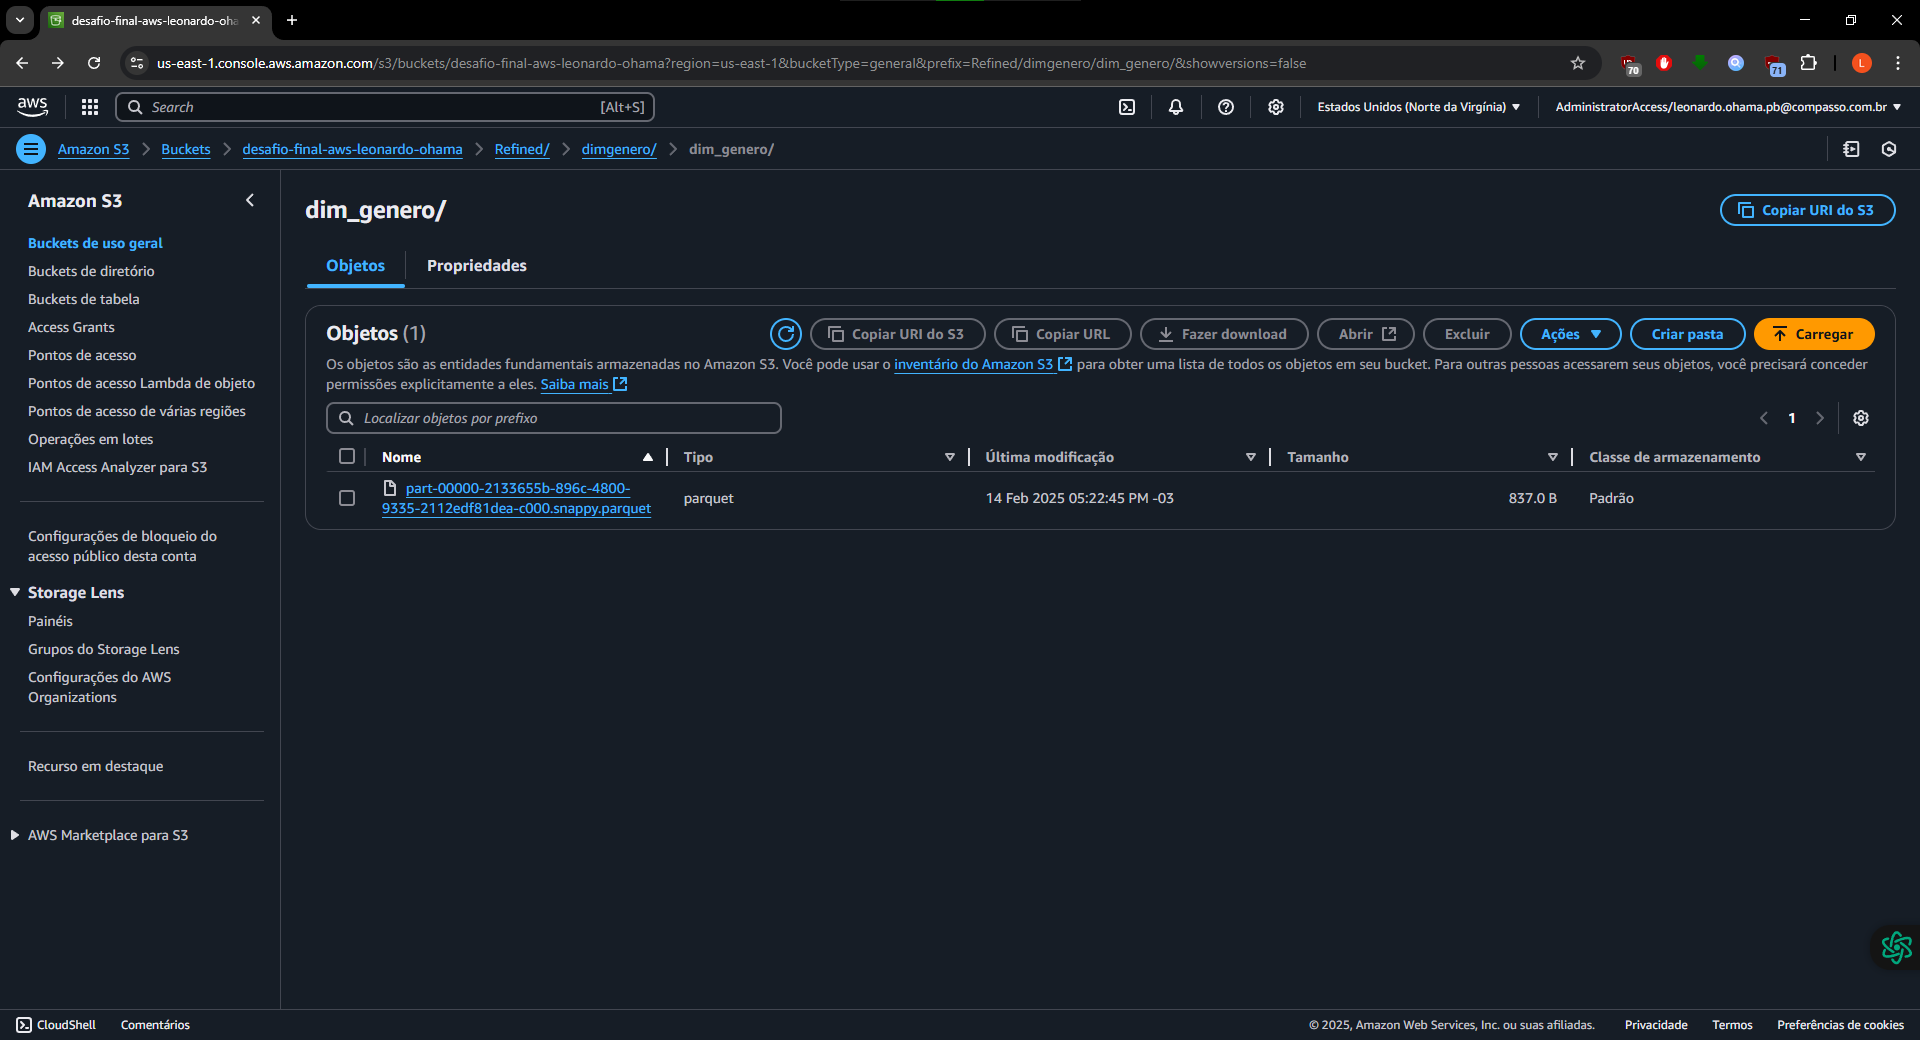 desafio-final-aws-leonardo-oha
us-east-1.console.aws.amazon.com/s3/buckets/desafio-final-aws-leonardo-ohama?region=us-east-1&bucketType=general&prefix=Refined/dimgenero/dim_genero/&showversions=false
70
71
L
aws
Search
[Alt+S]
Estados Unidos (Norte da Virgínia)
AdministratorAccess/leonardo.ohama.pb@compasso.com.br
Amazon S3
Buckets
desafio-final-aws-leonardo-ohama
Refined/
dimgenero/
dim_genero/
Amazon S3
Buckets de uso geral
Buckets de diretório
Buckets de tabela
Access Grants
Pontos de acesso
Pontos de acesso Lambda de objeto
Pontos de acesso de várias regiões
Operações em lotes
IAM Access Analyzer para S3
Configurações de bloqueio do
acesso público desta conta
Storage Lens
Painéis
Grupos do Storage Lens
Configurações do AWS
Organizations
Recurso em destaque
AWS Marketplace para S3
dim_genero/
Copiar URI do S3
Objetos
Propriedades
Objetos (1)
Copiar URI do S3
Copiar URL
Fazer download
Abrir
Excluir
Ações
Criar pasta
Carregar
Os objetos são as entidades fundamentais armazenadas no Amazon S3. Você pode usar o inventário do Amazon S3 para obter uma lista de todos os objetos em seu bucket. Para outras pessoas acessarem seus objetos, você precisará conceder
permissões explicitamente a eles. Saiba mais
Localizar objetos por prefixo
1
Nome
Tipo
Última modificação
Tamanho
Classe de armazenamento
part-00000-2133655b-896c-4800-
9335-2112edf81dea-c000.snappy.parquet
parquet
14 Feb 2025 05:22:45 PM -03
837.0 B
Padrão
CloudShell
Comentários
© 2025, Amazon Web Services, Inc. ou suas afiliadas.
Privacidade
Termos
Preferências de cookies